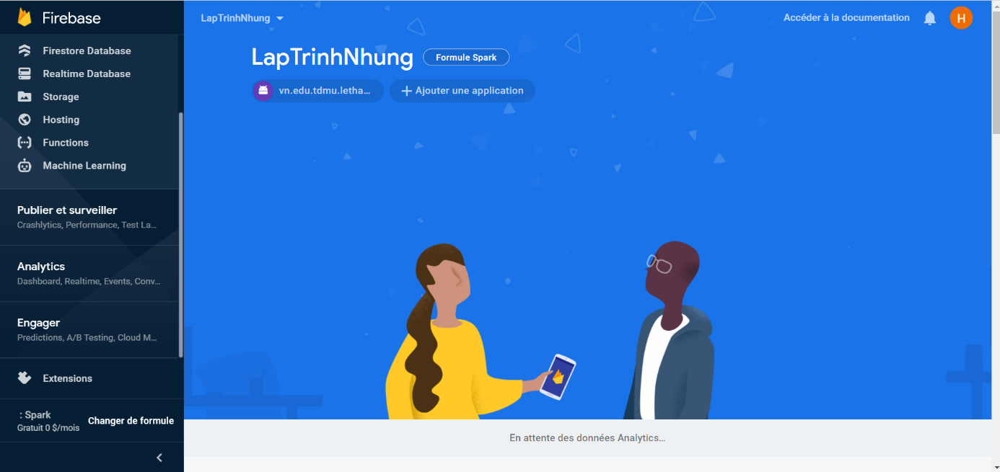 Firebase
Firestore Database
Realtime Database
Storage
Hosting
Functions
Machine Learning
Publier et surveiller
Crashlytics, Performance, Test La...
Analytics
Dashboard, Realtime, Events, Conv...
Engager
Predictions, A/B Testing, Cloud M...
Extensions
: Spark
Gratuit 0 $/mois
Changer de formule
LapTrinhNhung
Accéder à la documentation
H
LapTrinhNhung
Formule Spark
vn.edu.tdmu.letha...
Ajouter une application
En attente des données Analytics...